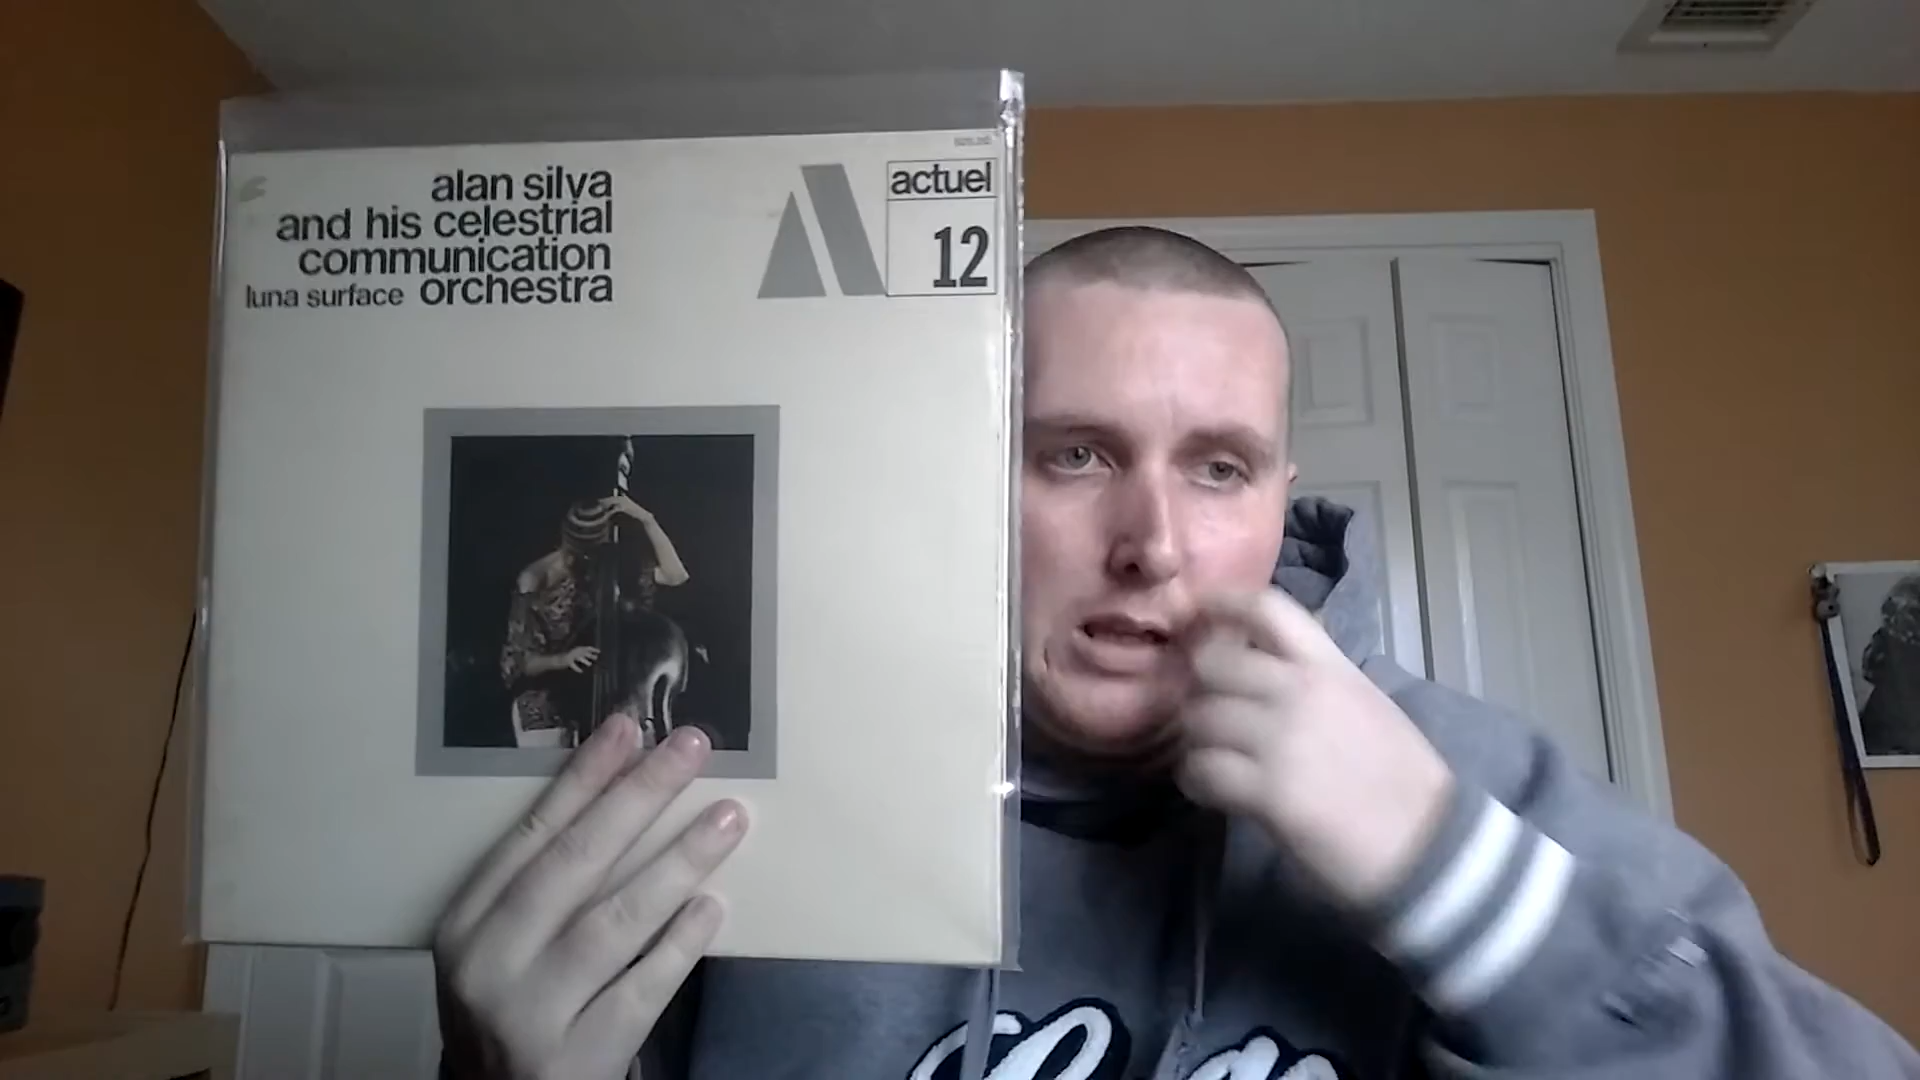 alan silva
and his celestrial
communication
luna surface orchestra
actuel
12